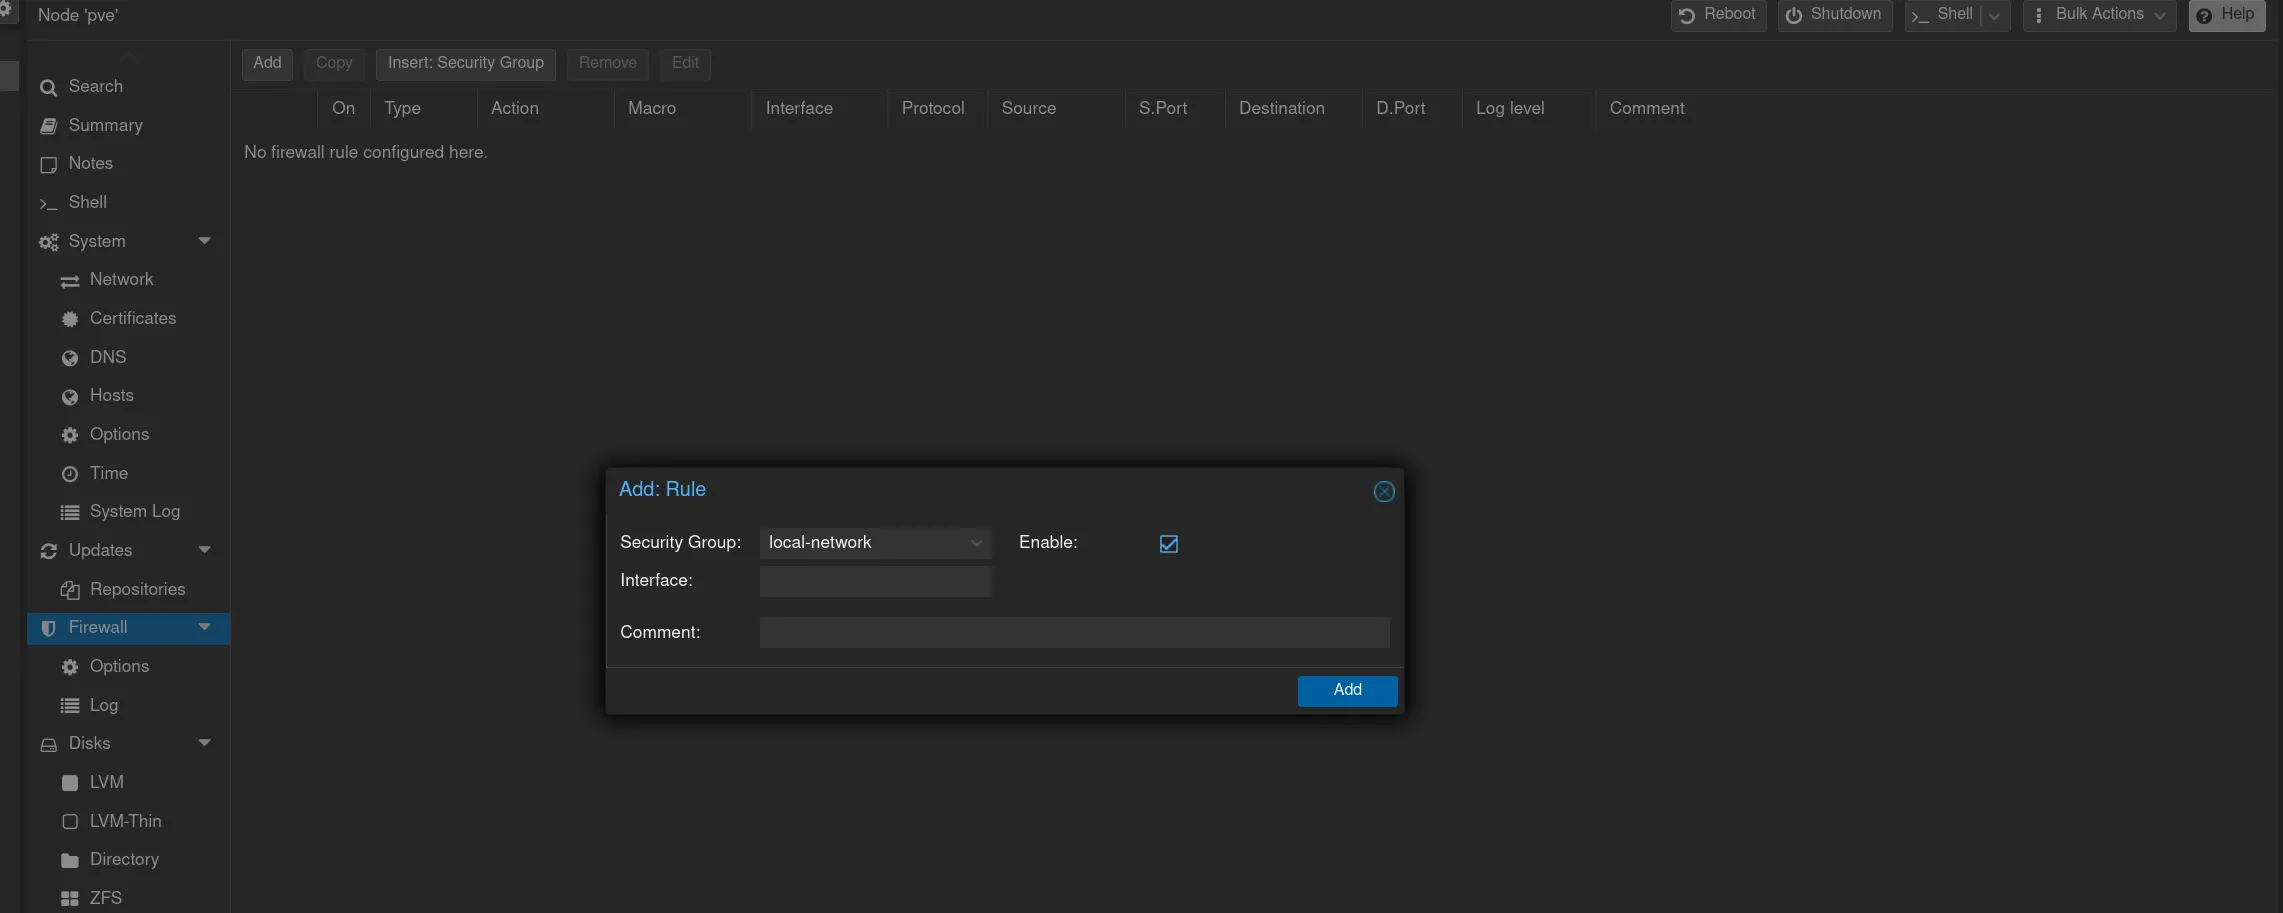 Node 'pve'
Reboot
Shutdown
Shell
Bulk Actions
Help
Search
Summary
Notes
Shell
System
Network
Certificates
DNS
Hosts
Options
Time
System Log
Updates
Repositories
Firewall
Options
Log
Disks
LVM
LVM-Thin
Directory
ZFS
Add
Copy
Insert: Security Group
Remove
Edit
On
Type
Action
Macro
Interface
Protocol
Source
S.Port
Destination
D.Port
Log level
Comment
No firewall rule configured here.
Add: Rule
Security Group:
local-network
Enable:
Interface:
Comment:
Add